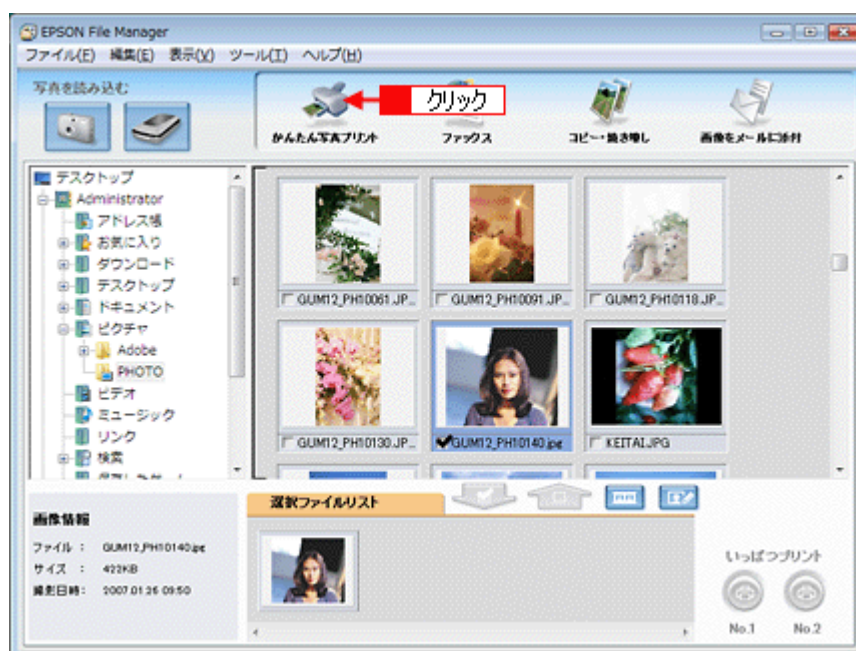 EPSON File Manager
ファイル(F) 編集(E) 表示(V) ツール(T) ヘルプ(H)
写真を読み込む
クリック
かんたん写真プリント
ファックス
コピー・焼き増し
画像をメールに添付
デスクトップ
Administrator
アドレス帳
お気に入り
ダウンロード
デスクトップ
ドキュメント
ピクチャ
Adobe
PHOTO
ビデオ
ミュージック
リンク
検索
GUM12_PH10061.JP...
GUM12_PH10091.JP...
GUM12_PH10118.JP...
GUM12_PH10130.JP...
GUM12_PH10140.jpg
KEITAI.JPG
選択ファイルリスト
画像情報
ファイル : GUM12_PH10140.jpg
サイズ : 422KB
撮影日時: 2007.01.26 09:50
いっぱつプリント
No.1
No.2